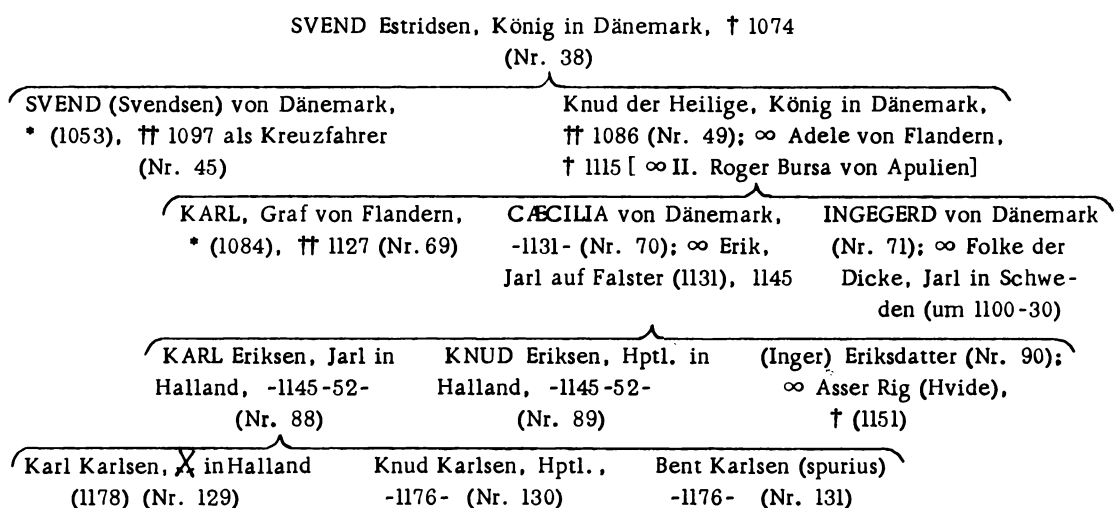 SVEND Estridsen, König in Dänemark, † 1074
(Nr. 38)
SVEND (Svendsen) von Dänemark,
* (1053), †† 1097 als Kreuzfahrer
(Nr. 45)
Knud der Heilige, König in Dänemark,
†† 1086 (Nr. 49); ∞ Adele von Flandern,
† 1115 [ ∞ II. Roger Bursa von Apulien]
KARL, Graf von Flandern,
* (1084), †† 1127 (Nr. 69)
CÆCILIA von Dänemark,
-1131- (Nr. 70); ∞ Erik,
Jarl auf Falster (1131), 1145
INGEGERD von Dänemark
(Nr. 71); ∞ Folke der
Dicke, Jarl in Schwe-
den (um 1100-30)
KARL Eriksen, Jarl in
Halland, -1145-52-
(Nr. 88)
KNUD Eriksen, Hptl. in
Halland, -1145-52-
(Nr. 89)
(Inger) Eriksdatter (Nr. 90);
∞ Asser Rig (Hvide),
† (1151)
Karl Karlsen, ⚔ in Halland
(1178) (Nr. 129)
Knud Karlsen, Hptl.,
-1176- (Nr. 130)
Bent Karlsen (spurius)
-1176- (Nr. 131)